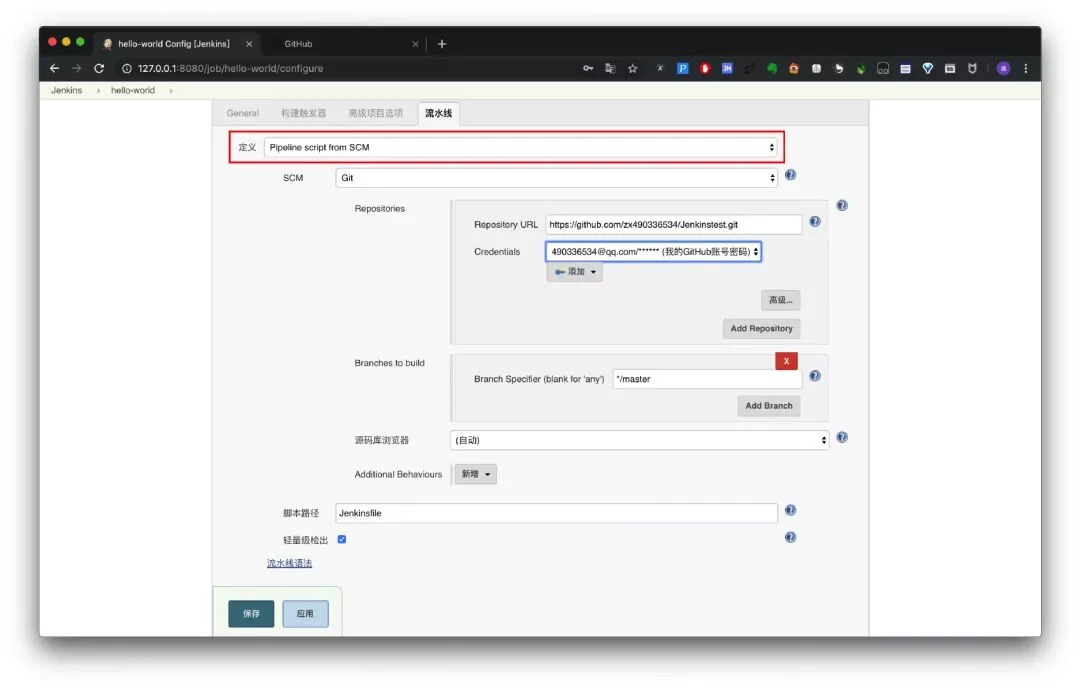 hello-world Config [Jenkins]
GitHub
127.0.0.1:8080/job/hello-world/configure
Jenkins
hello-world
General 构建触发器 高级项目选项 流水线
定义 Pipeline script from SCM
SCM Git
Repositories
Repository URL https://github.com/zx490336534/Jenkinstest.git
Credentials 490336534@qq.com/****** (我的GitHub账号密码)
添加
高级...
Add Repository
Branches to build
X
Branch Specifier (blank for 'any') */master
Add Branch
源码库浏览器 (自动)
Additional Behaviours 新增
脚本路径 Jenkinsfile
轻量级检出
流水线语法
保存 应用